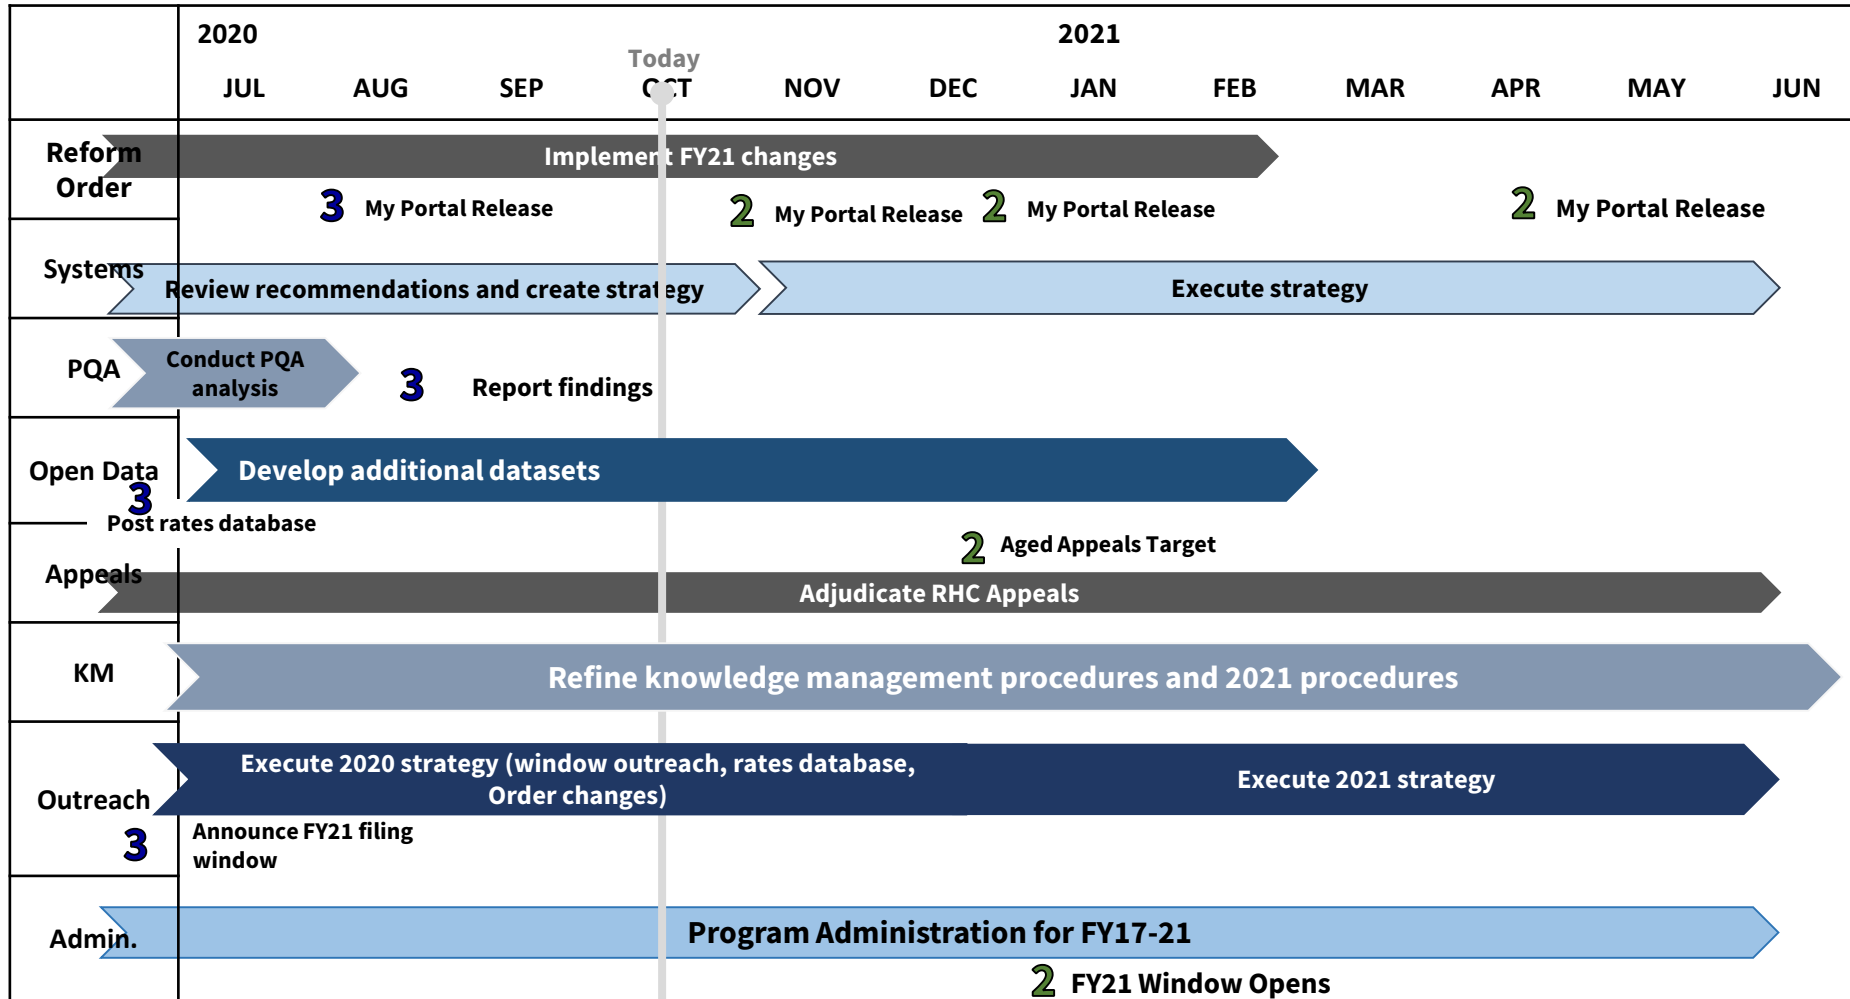 2020
2021
Today
JUL AUG SEP OCT NOV DEC JAN FEB MAR APR MAY JUN
Reform
Order
Implement FY21 changes
3 My Portal Release
2 My Portal Release
2 My Portal Release
2 My Portal Release
Systems
Review recommendations and create strategy
Execute strategy
PQA
Conduct PQA
analysis
3 Report findings
Open Data
3
Develop additional datasets
Post rates database
Appeals
2 Aged Appeals Target
Adjudicate RHC Appeals
KM
Refine knowledge management procedures and 2021 procedures
Outreach
3
Execute 2020 strategy (window outreach, rates database,
Order changes)
Execute 2021 strategy
Announce FY21 filing
window
Admin.
Program Administration for FY17-21
2 FY21 Window Opens